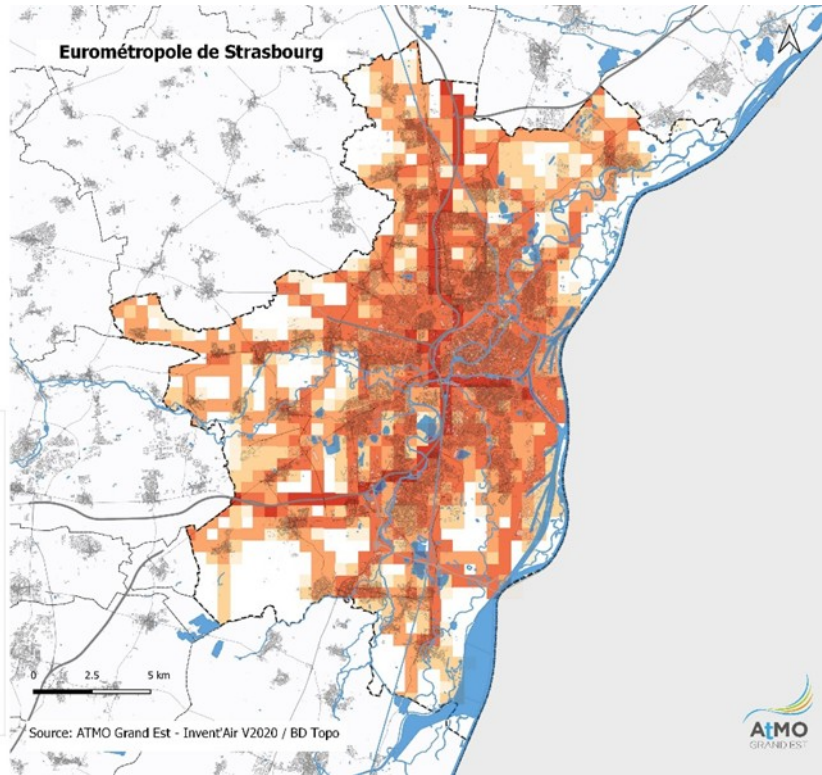 Eurométropole de Strasbourg
0 2.5 5 km
Source: ATMO Grand Est - Invent'Air V2020 / BD Topo
AtMO
GRAND EST